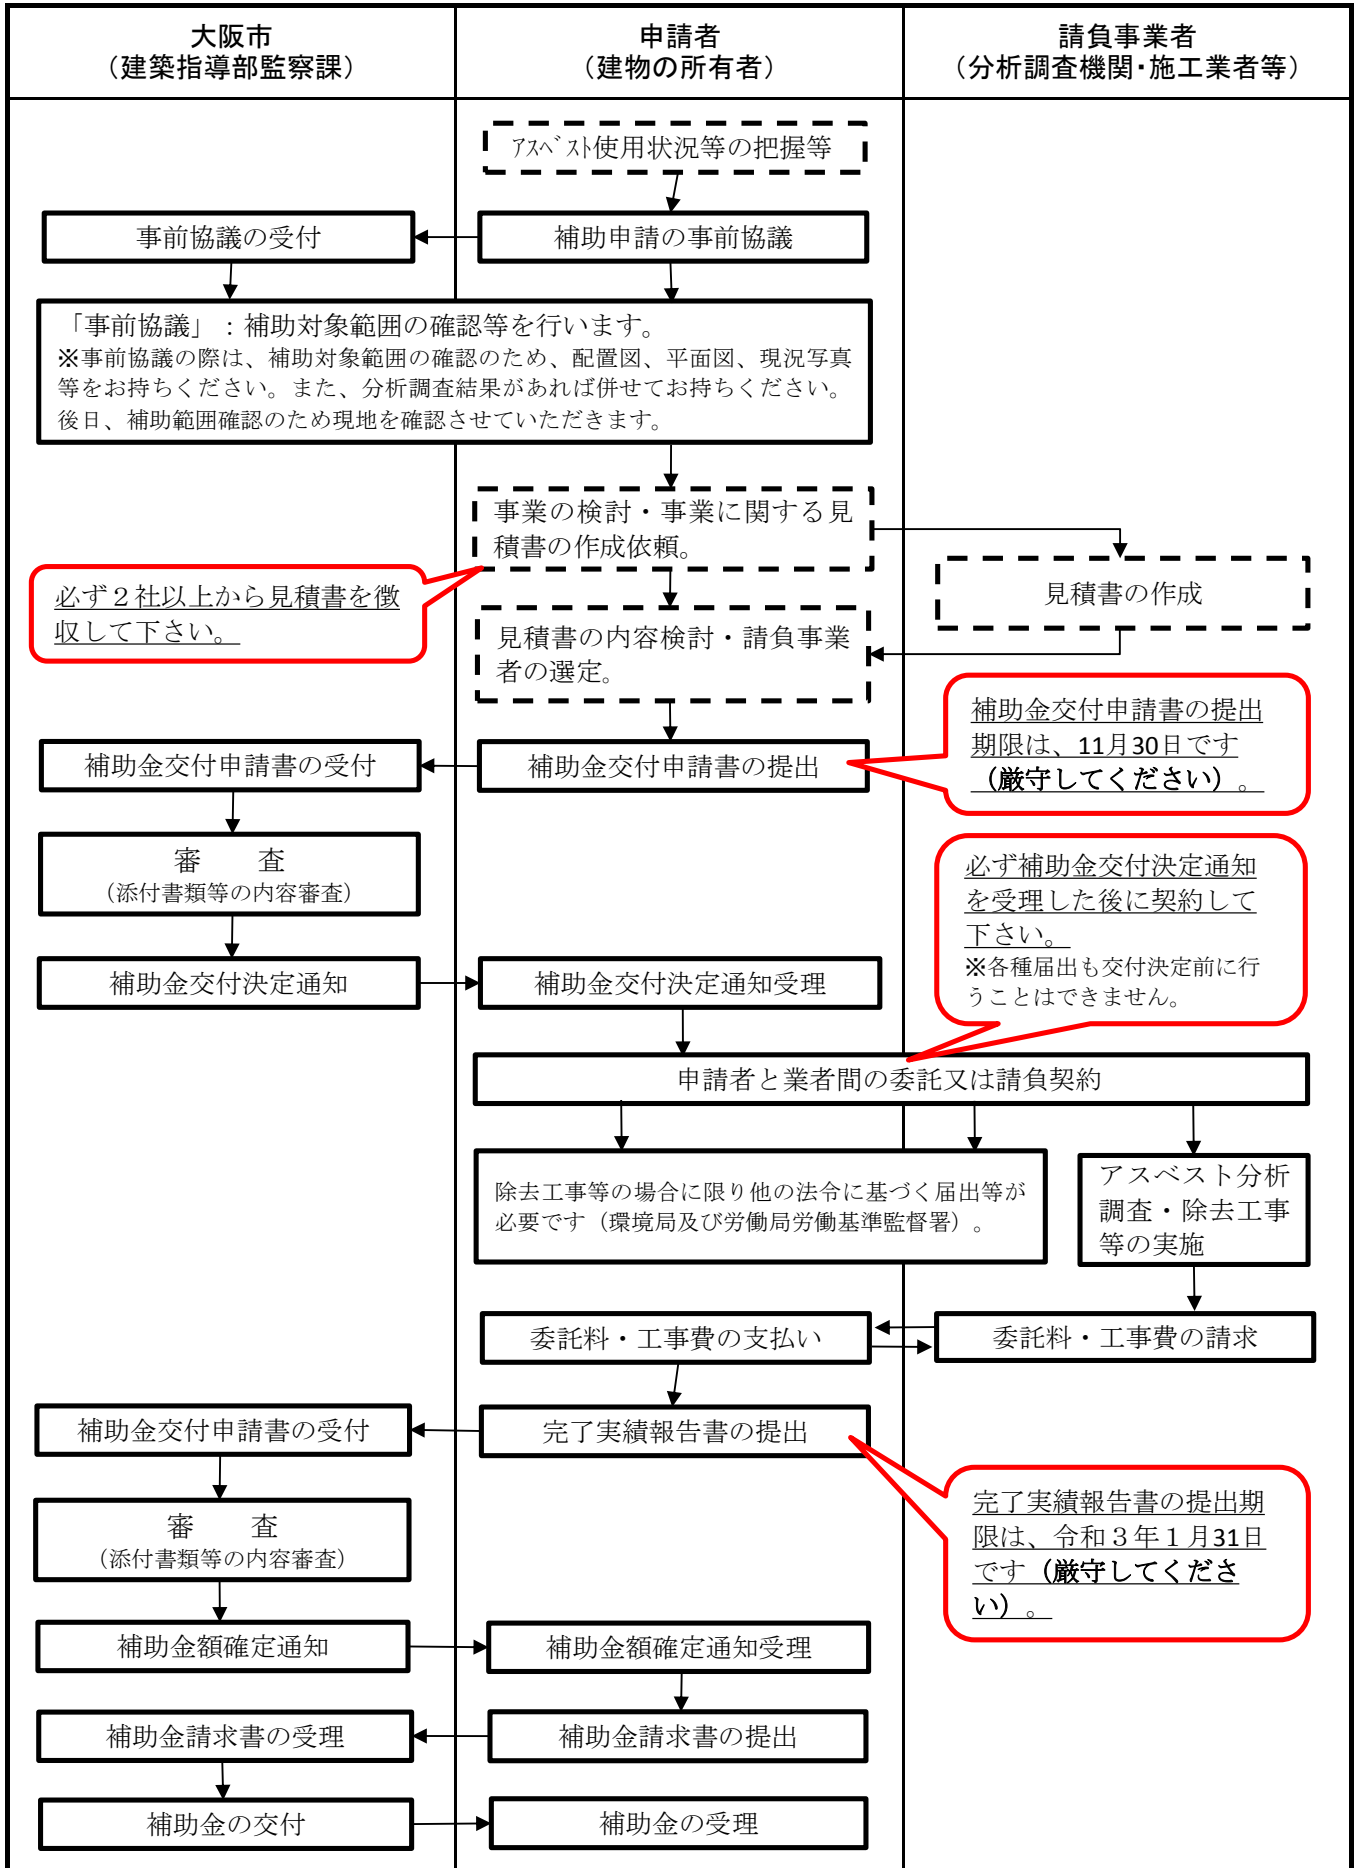 大阪市
（建築指導部監察課）
申請者
（建物の所有者）
請負事業者
（分析調査機関・施工業者等）
ｱｽﾍﾞｽﾄ使用状況等の把握等
事前協議の受付
補助申請の事前協議
「事前協議」：補助対象範囲の確認等を行います。
※事前協議の際は、補助対象範囲の確認のため、配置図、平面図、現況写真
等をお持ちください。また、分析調査結果があれば併せてお持ちください。
後日、補助範囲確認のため現地を確認させていただきます。
事業の検討・事業に関する見
積書の作成依頼。
必ず２社以上から見積書を徴
収して下さい。
見積書の作成
見積書の内容検討・請負事業
者の選定。
補助金交付申請書の提出
期限は、11月30日です
（厳守してください）。
補助金交付申請書の受付
補助金交付申請書の提出
審　　査
（添付書類等の内容審査）
必ず補助金交付決定通知
を受理した後に契約して
下さい。
※各種届出も交付決定前に行
うことはできません。
補助金交付決定通知
補助金交付決定通知受理
申請者と業者間の委託又は請負契約
除去工事等の場合に限り他の法令に基づく届出等が
必要です（環境局及び労働局労働基準監督署）。
アスベスト分析
調査・除去工事
等の実施
委託料・工事費の支払い
委託料・工事費の請求
補助金交付申請書の受付
完了実績報告書の提出
完了実績報告書の提出期
限は、令和３年１月31日
です（厳守してくださ
い）。
審　　査
（添付書類等の内容審査）
補助金額確定通知
補助金額確定通知受理
補助金請求書の受理
補助金請求書の提出
補助金の交付
補助金の受理